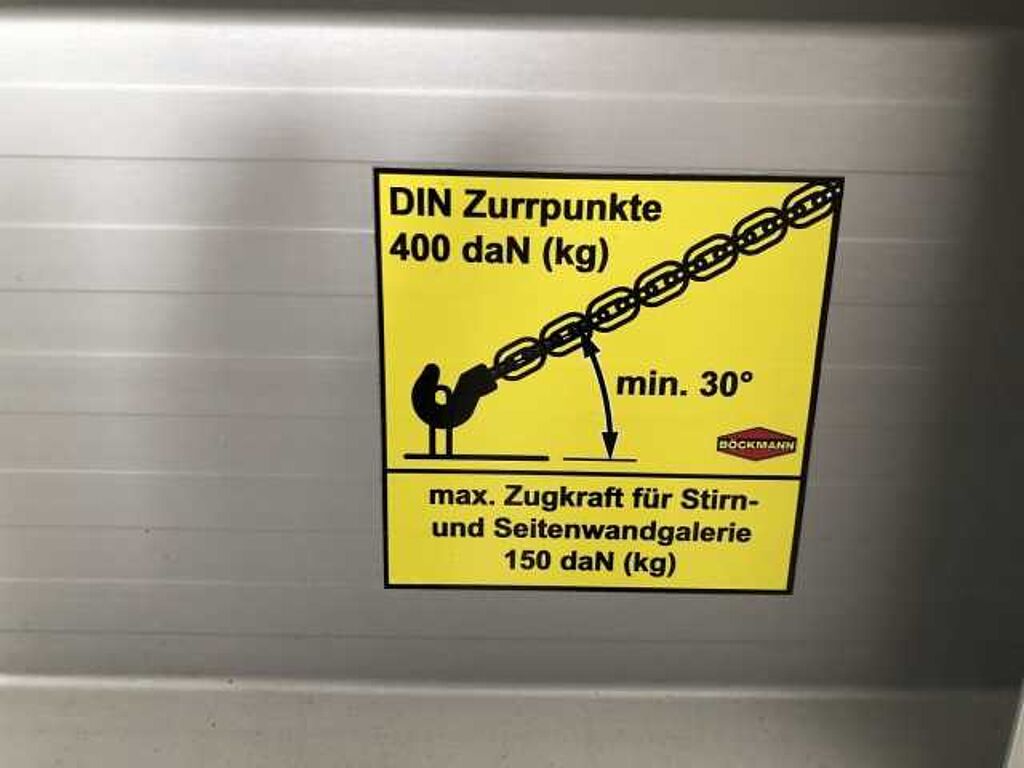 DIN Zurrpunkte
400 daN (kg)
min. 30°
BÖCKMANN
max. Zugkraft für Stirn-
und Seitenwandgalerie
150 daN (kg)